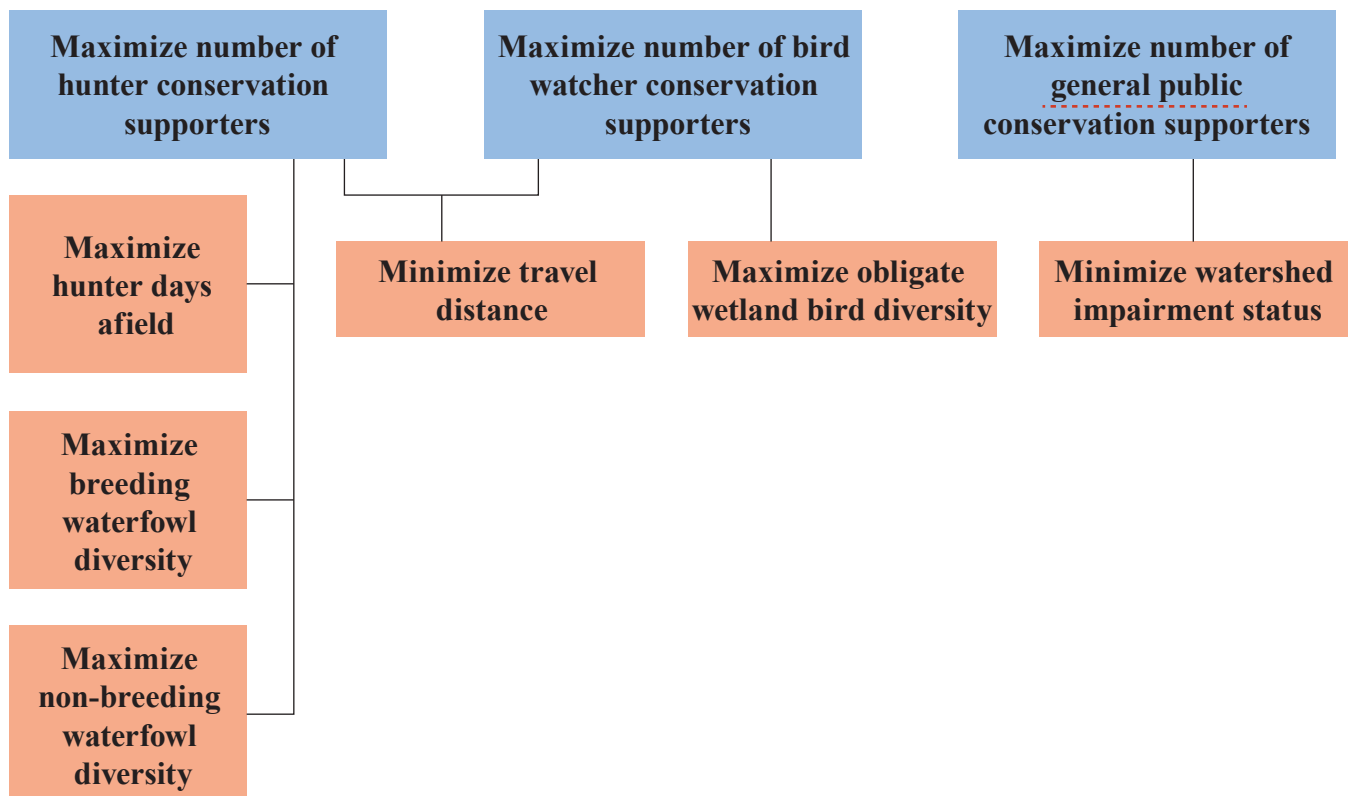 Maximize number of
hunter conservation
supporters
Maximize number of bird
watcher conservation
supporters
Maximize number of
general public
conservation supporters
Maximize
hunter days
afield
Minimize travel
distance
Maximize obligate
wetland bird diversity
Minimize watershed
impairment status
Maximize
breeding
waterfowl
diversity
Maximize
non-breeding
waterfowl
diversity